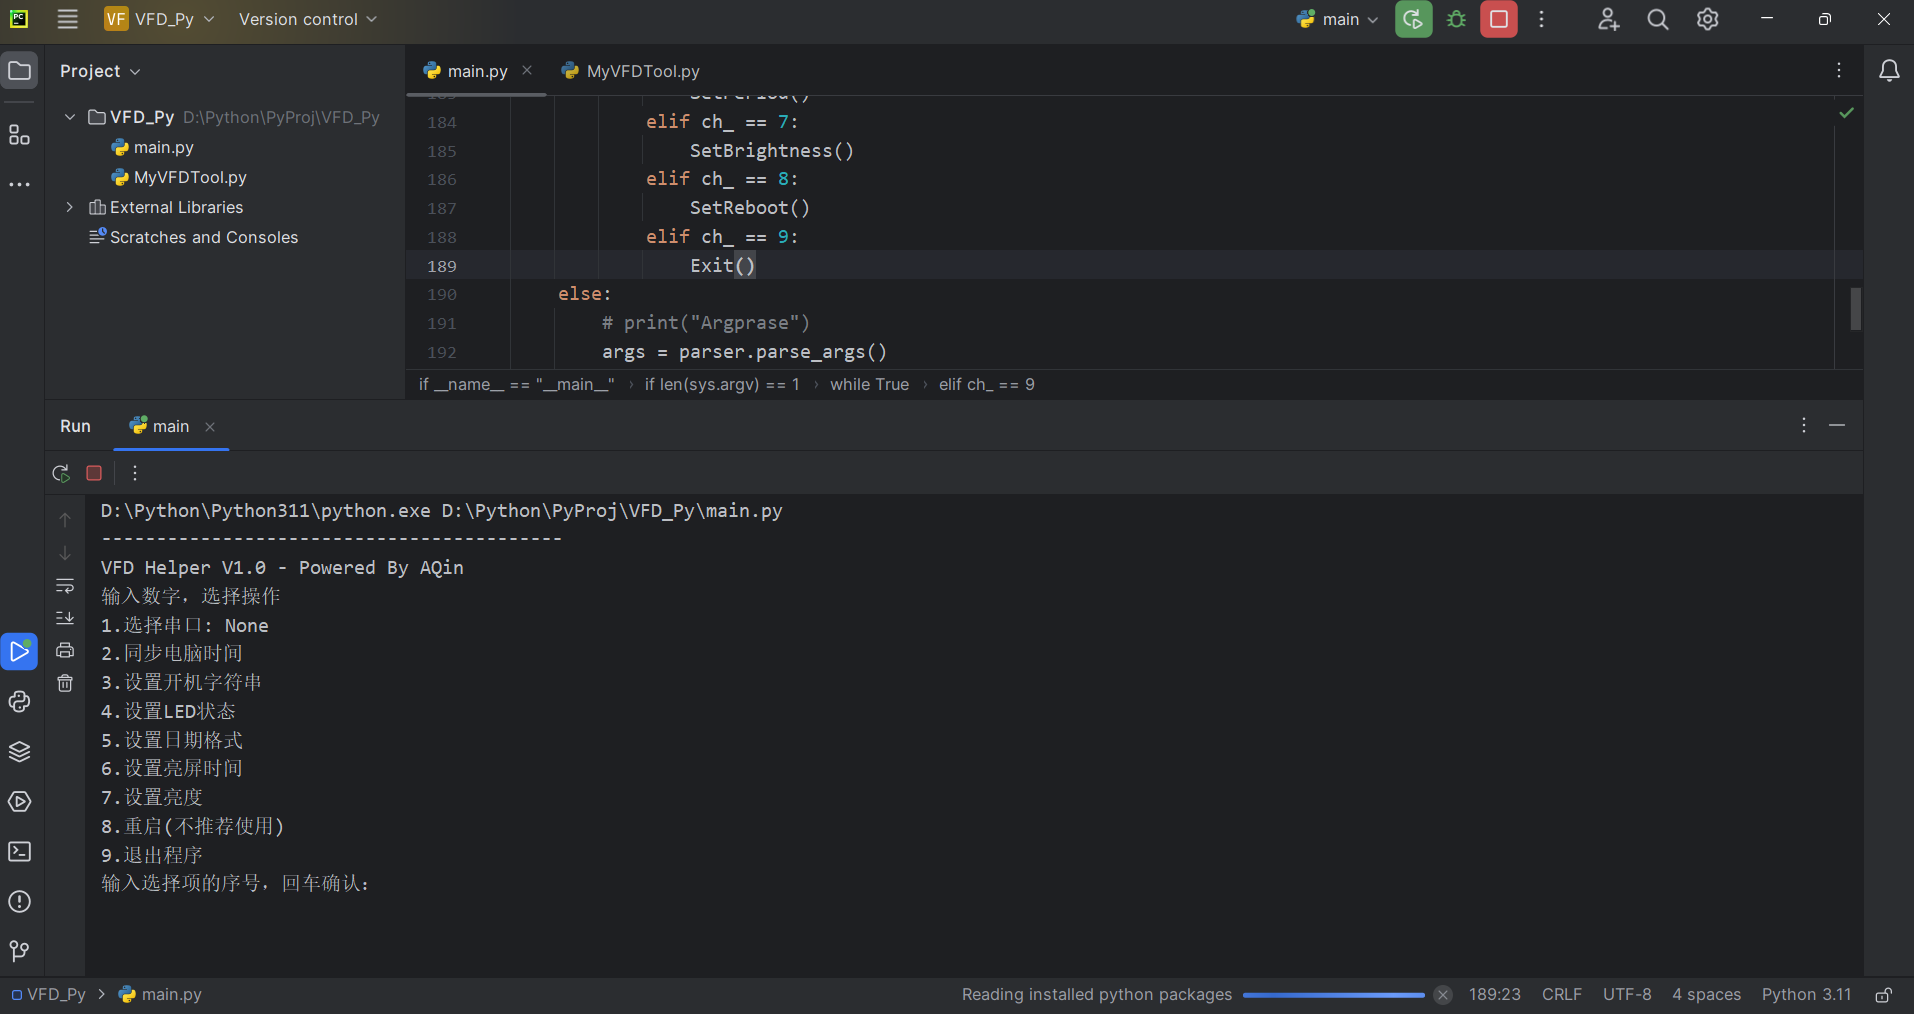 PC VF VFD_Py Version control main
Project main.py MyVFDTool.py
VFD_Py D:\Python\PyProj\VFD_Py
main.py
MyVFDTool.py
External Libraries
Scratches and Consoles
184 elif ch_ == 7:
185 SetBrightness()
186 elif ch_ == 8:
187 SetReboot()
188 elif ch_ == 9:
189 Exit()
190 else:
191 # print("Argprase")
192 args = parser.parse_args()
if __name__ == "__main__" › if len(sys.argv) == 1 › while True › elif ch_ == 9
Run main
D:\Python\Python311\python.exe D:\Python\PyProj\VFD_Py\main.py
------------------------------------------
VFD Helper V1.0 - Powered By AQin
输入数字，选择操作
1.选择串口: None
2.同步电脑时间
3.设置开机字符串
4.设置LED状态
5.设置日期格式
6.设置亮屏时间
7.设置亮度
8.重启(不推荐使用)
9.退出程序
输入选择项的序号，回车确认:
VFD_Py > main.py Reading installed python packages 189:23 CRLF UTF-8 4 spaces Python 3.11